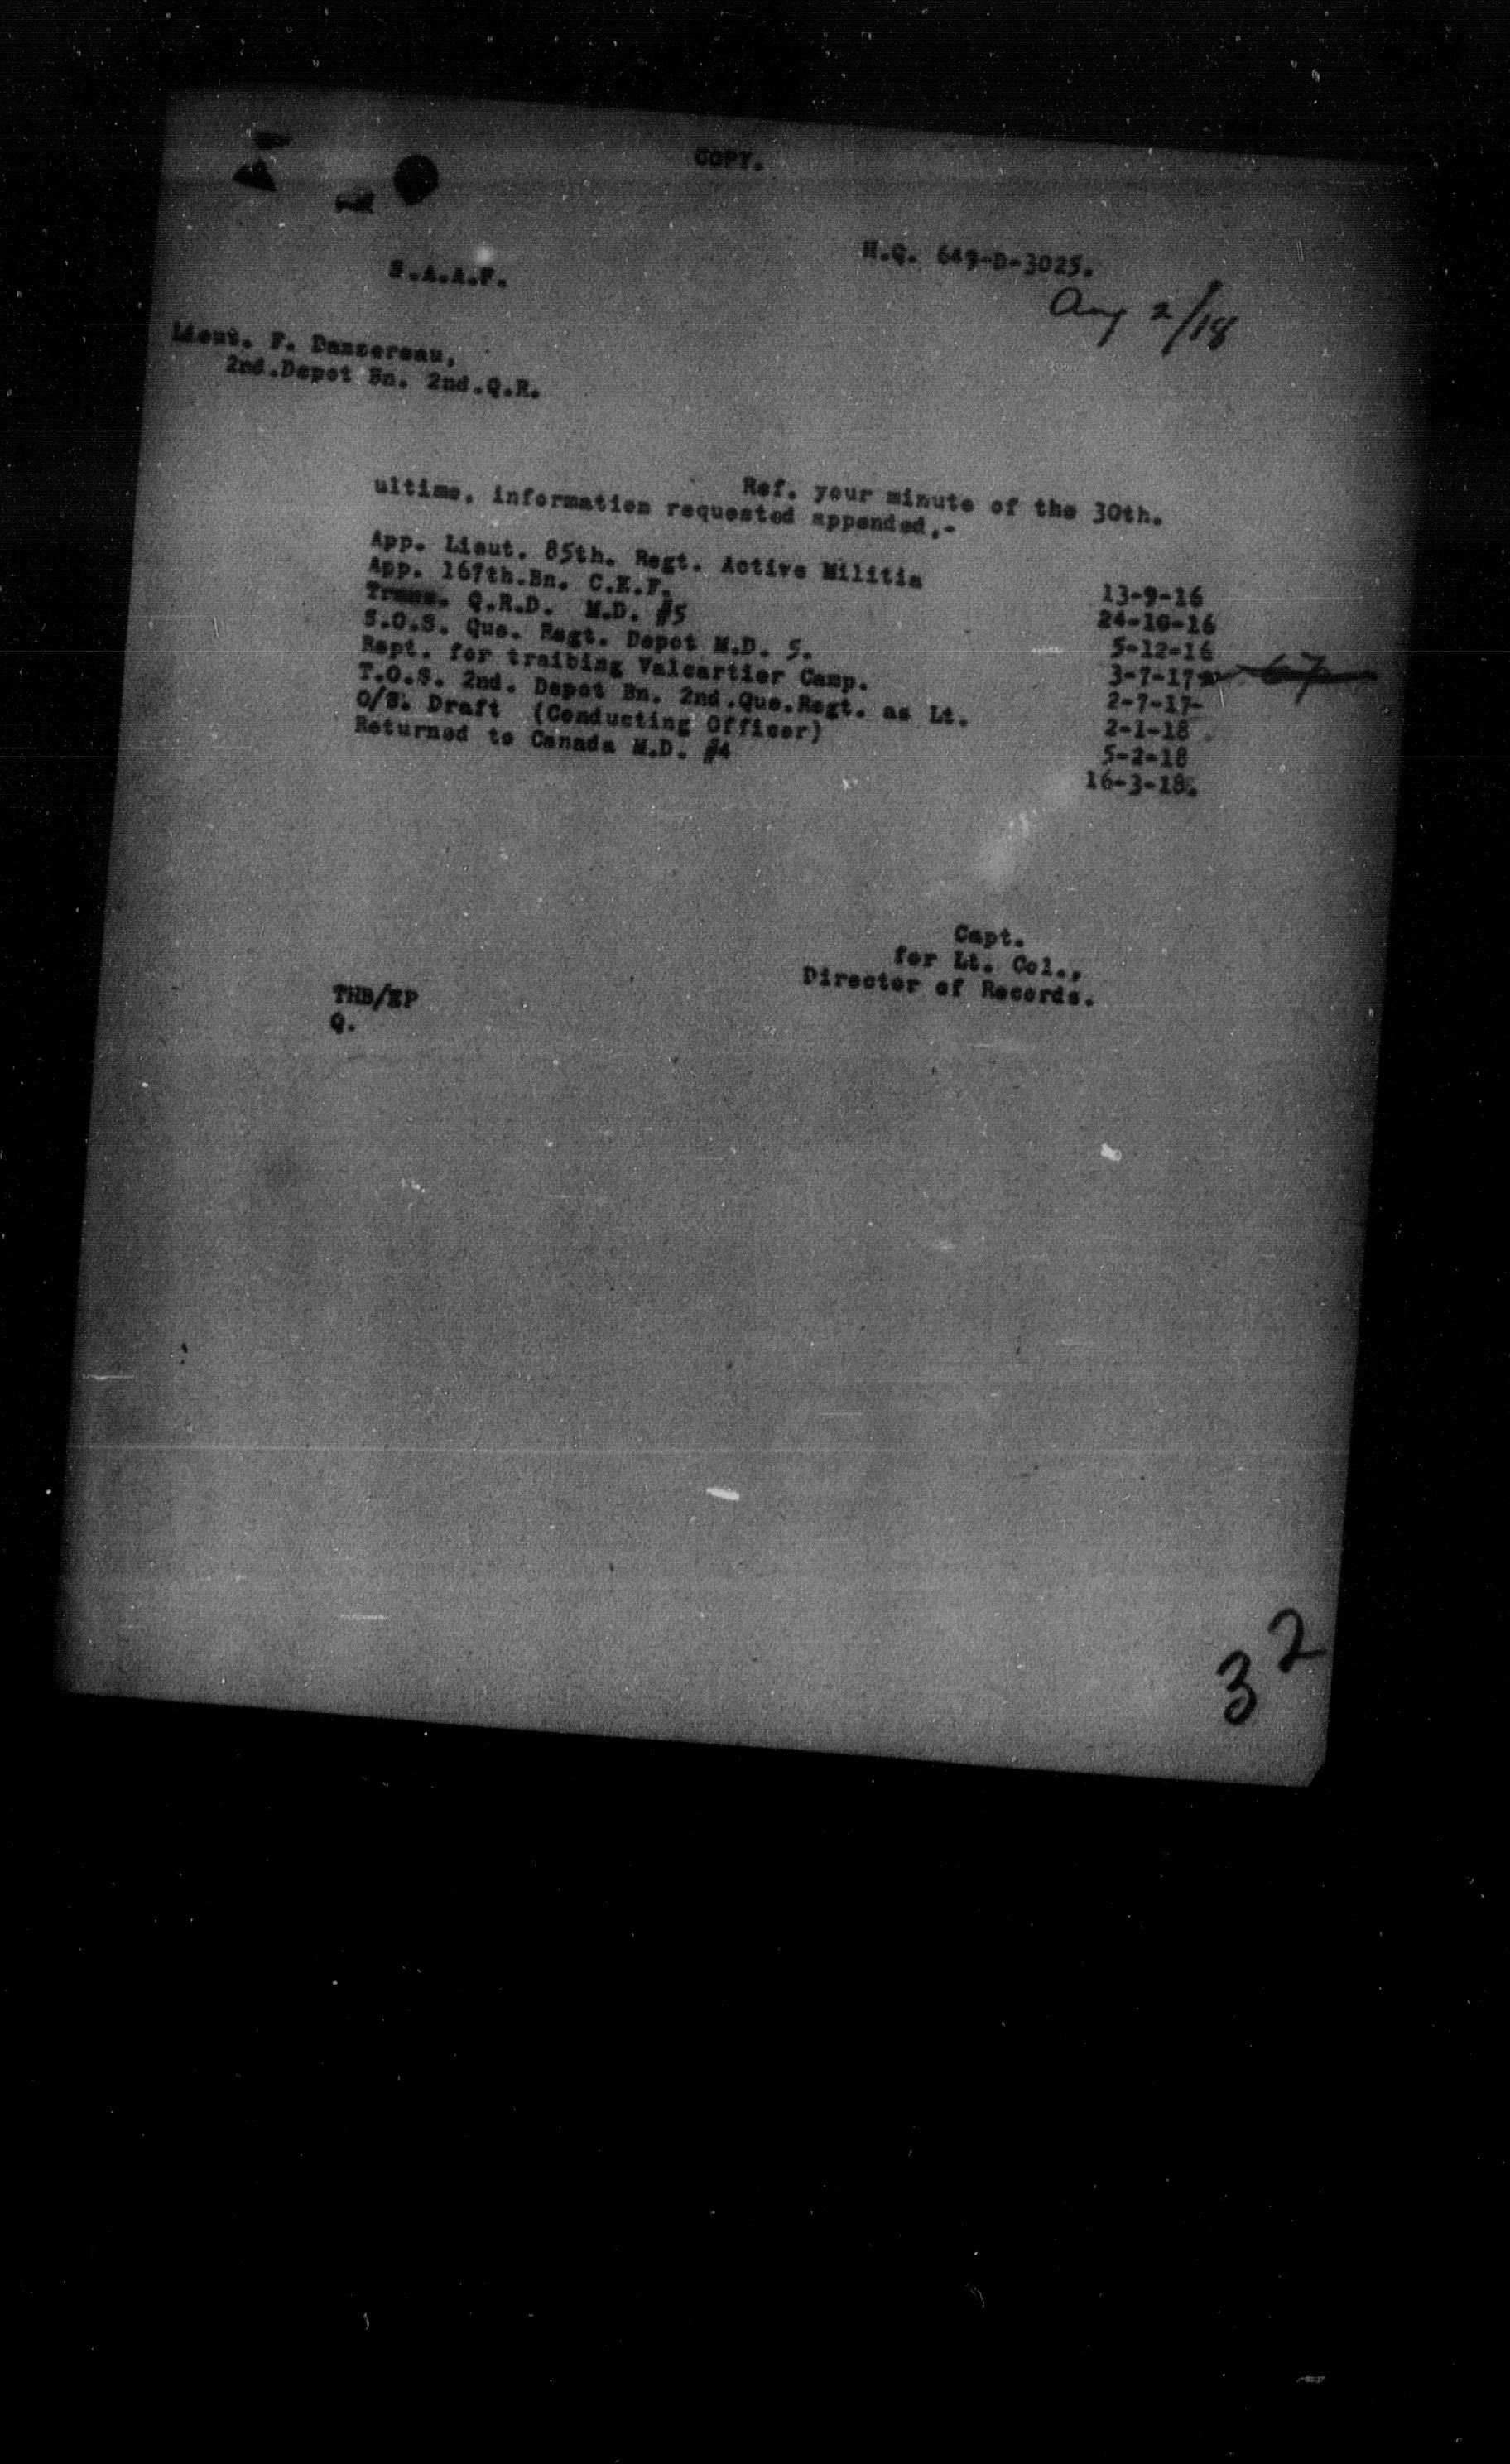 COPY.
H.Q. 649-D-3025.
S.A.A.F.
Aug 2/18
Lieut. F. Dansereau,
2nd.Depot Bn. 2nd.Q.R.
Ref. your minute of the 30th.
ultimo, information requested appended,-
App. Lieut. 85th. Regt. Active Militia 13-9-16
App. 167th.Bn. C.E.F. 24-10-16
Trans. Q.R.D. M.D. #5 5-12-16
S.O.S. Que. Regt. Depot M.D. 5. 3-7-17
Rept. for traibing Valcartier Camp. 2-7-17-
T.O.S. 2nd. Depot Bn. 2nd.Que.Regt. as Lt. 2-1-18
O/S. Draft (Conducting Officer) 5-2-18
Returned to Canada M.D. #4 16-3-18.
Capt.
for Lt. Col.,
Director of Records.
THB/EP
Q.
32